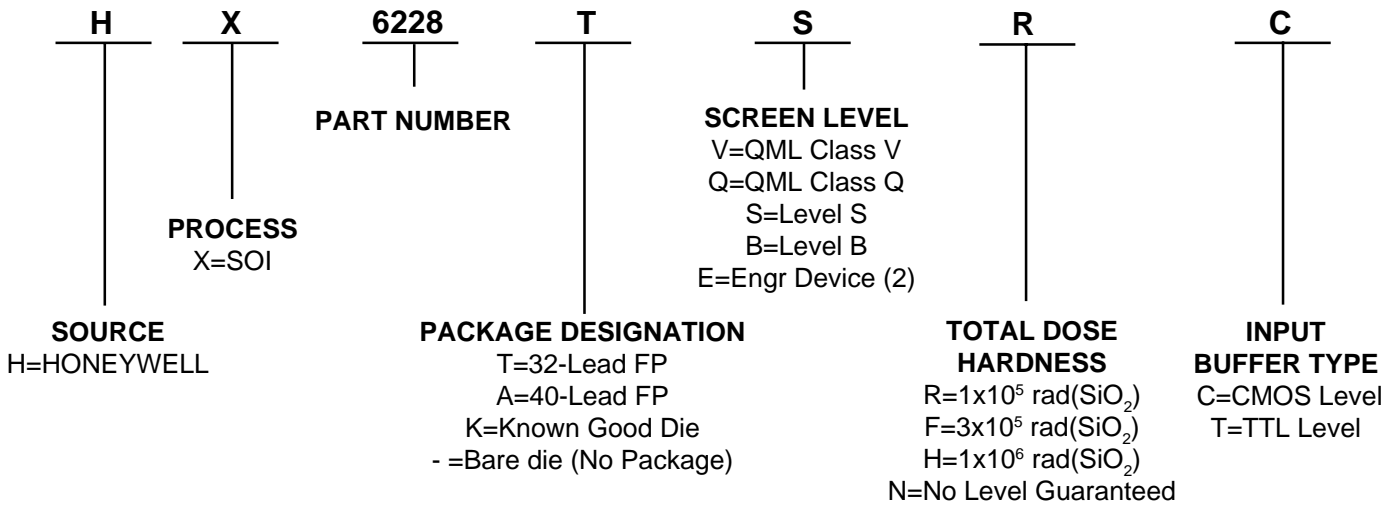 H X 6228 T S R C
PART NUMBER
SCREEN LEVEL
V=QML Class V
Q=QML Class Q
S=Level S
B=Level B
E=Engr Device (2)
PROCESS
X=SOI
SOURCE
H=HONEYWELL
PACKAGE DESIGNATION
T=32-Lead FP
A=40-Lead FP
K=Known Good Die
- =Bare die (No Package)
TOTAL DOSE
HARDNESS
R=1x10⁵ rad(SiO₂)
F=3x10⁵ rad(SiO₂)
H=1x10⁶ rad(SiO₂)
N=No Level Guaranteed
INPUT
BUFFER TYPE
C=CMOS Level
T=TTL Level